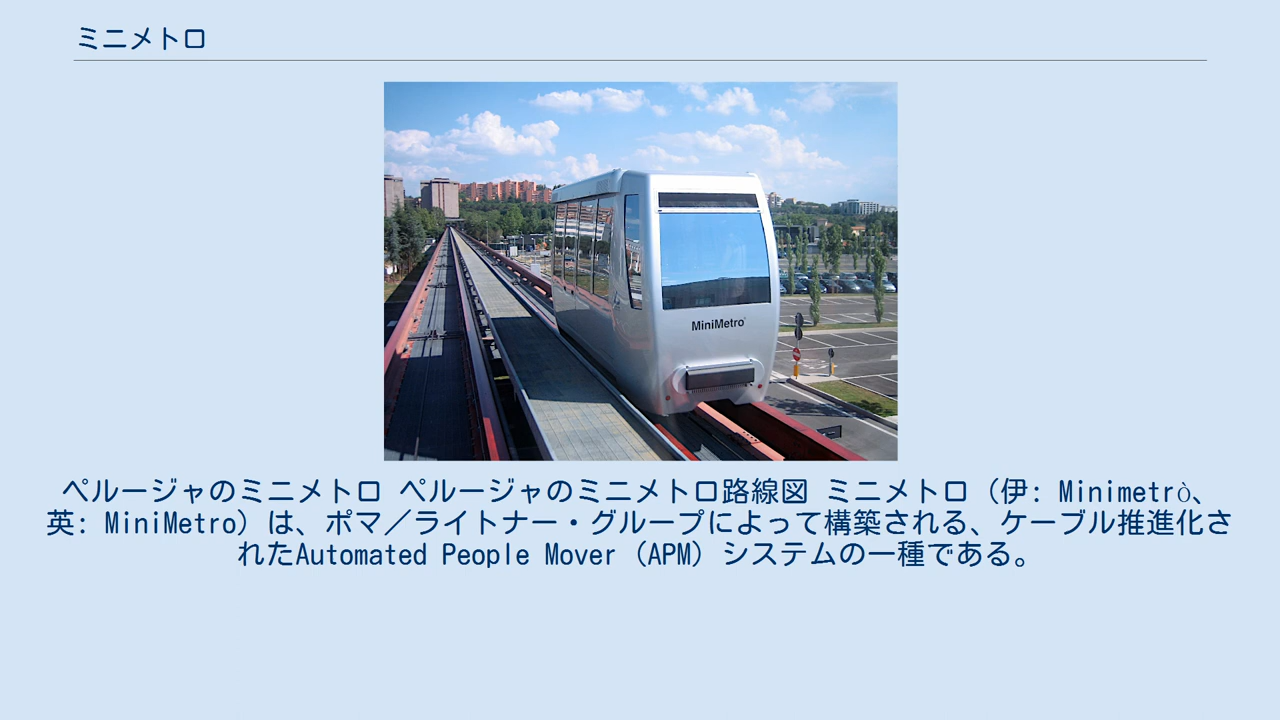 ミニメトロ
MiniMetro
ペルージャのミニメトロ ペルージャのミニメトロ路線図 ミニメトロ（伊: Minimetrò、
英: MiniMetro）は、ポマ／ライトナー・グループによって構築される、ケーブル推進化さ
れたAutomated People Mover（APM）システムの一種である。